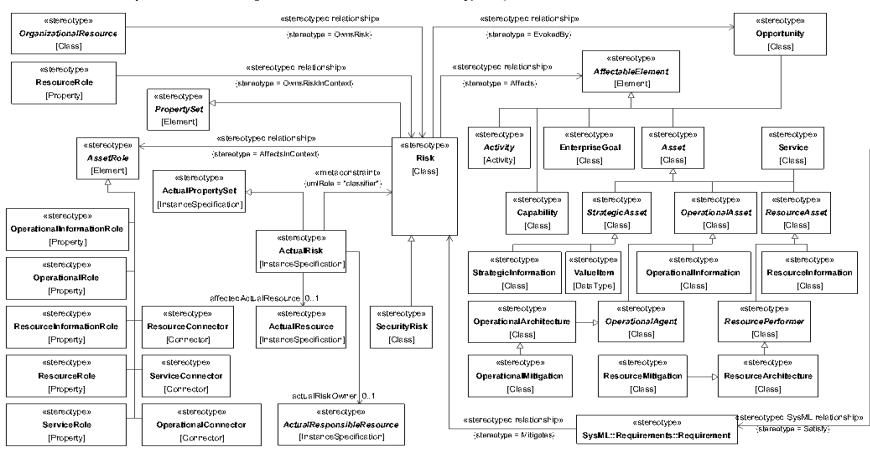 «stereotype»
OrganizationalResource
[Class]
«stereotyped relationship»
{stereotype = OwnsRisk}
«stereotyped relationship»
{stereotype = EvokedBy}
«stereotype»
Opportunity
[Class]
«stereotype»
ResourceRole
[Property]
«stereotyped relationship»
{stereotype = OwnsRiskInContext}
«stereotyped relationship»
{stereotype = Affects}
«stereotype»
AffectableElement
[Element]
«stereotype»
PropertySet
[Element]
«stereotype»
AssetRole
[Element]
«stereotyped relationship»
{stereotype = AffectsInContext}
«stereotype»
Risk
[Class]
«stereotype»
Activity
[Activity]
«stereotype»
EnterpriseGoal
[Class]
«stereotype»
Asset
[Class]
«stereotype»
Service
[Class]
«stereotype»
ActualPropertySet
[InstanceSpecification]
«metaconstraint»
{umlRole = "classifier"}
«stereotype»
Capability
[Class]
«stereotype»
StrategicAsset
[Class]
«stereotype»
OperationalAsset
[Class]
«stereotype»
ResourceAsset
[Class]
«stereotype»
OperationalInformationRole
[Property]
«stereotype»
ActualRisk
[InstanceSpecification]
«stereotype»
StrategicInformation
[Class]
«stereotype»
ValueItem
[DataType]
«stereotype»
OperationalInformation
[Class]
«stereotype»
ResourceInformation
[Class]
«stereotype»
OperationalRole
[Property]
affectedActualResource 0..1
«stereotype»
ResourceInformationRole
[Property]
«stereotype»
ResourceConnector
[Connector]
«stereotype»
ActualResource
[InstanceSpecification]
«stereotype»
SecurityRisk
[Class]
«stereotype»
OperationalArchitecture
[Class]
«stereotype»
OperationalAgent
[Class]
«stereotype»
ResourcePerformer
[Class]
«stereotype»
ResourceRole
[Property]
«stereotype»
ServiceConnector
[Connector]
«stereotype»
OperationalMitigation
[Class]
«stereotype»
ResourceMitigation
[Class]
«stereotype»
ResourceArchitecture
[Class]
actualRiskOwner 0..1
«stereotype»
ServiceRole
[Property]
«stereotype»
OperationalConnector
[Connector]
«stereotype»
ActualResponsibleResource
[InstanceSpecification]
«stereotyped relationship»
{stereotype = Mitigates}
«stereotype»
SysML::Requirements::Requirement
«stereotyped SysML relationship»
{stereotype = Satisfy}